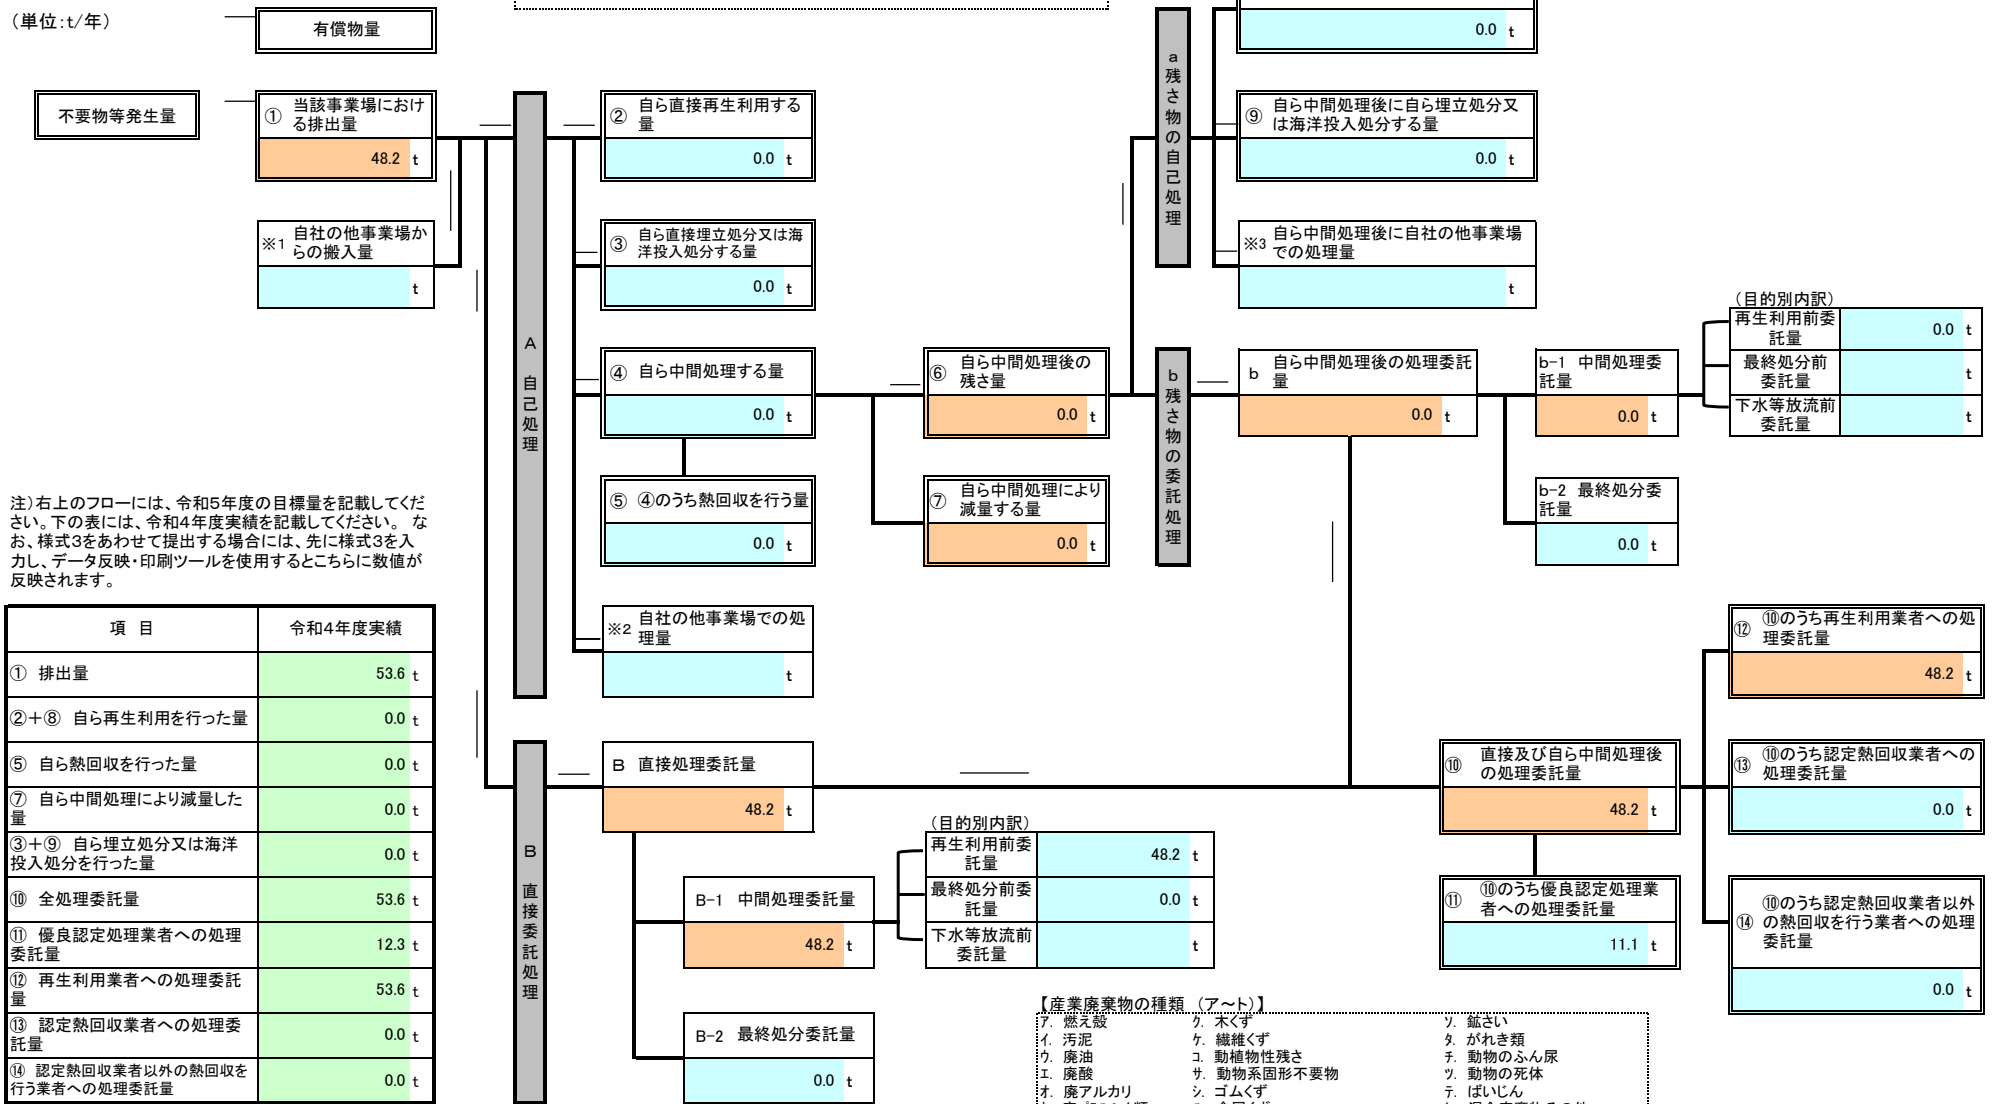 (単位:t/年)
有償物量
0.0 t
不要物等発生量
① 当該事業場におけ
る排出量
48.2 t
※1 自社の他事業場か
らの搬入量
t
A 自己処理
② 自ら直接再生利用する
量
0.0 t
③ 自ら直接埋立処分又は海
洋投入処分する量
0.0 t
④ 自ら中間処理する量
0.0 t
⑤ ④のうち熱回収を行う量
0.0 t
※2 自社の他事業場での処
理量
t
⑥ 自ら中間処理後の
残さ量
0.0 t
⑦ 自ら中間処理により
減量する量
0.0 t
a 残さ物の自己処理
⑨ 自ら中間処理後に自ら埋立処分又
は海洋投入処分する量
0.0 t
※3 自ら中間処理後に自社の他事業場
での処理量
t
b 残さ物の委託処理
b 自ら中間処理後の処理委託
量
0.0 t
b-1 中間処理委
託量
0.0 t
b-2 最終処分委
託量
0.0 t
(目的別内訳)
再生利用前委
託量
0.0 t
最終処分前
委託量
t
下水等放流前
委託量
t
注)右上のフローには、令和5年度の目標量を記載してくだ
さい。下の表には、令和4年度実績を記載してください。 な
お、様式3をあわせて提出する場合には、先に様式3を入
力し、データ反映・印刷ツールを使用するとこちらに数値が
反映されます。
項 目 令和4年度実績
① 排出量 53.6 t
②+⑧ 自ら再生利用を行った量 0.0 t
⑤ 自ら熱回収を行った量 0.0 t
⑦ 自ら中間処理により減量した
量 0.0 t
③+⑨ 自ら埋立処分又は海洋
投入処分を行った量 0.0 t
⑩ 全処理委託量 53.6 t
⑪ 優良認定処理業者への処理
委託量 12.3 t
⑫ 再生利用業者への処理委託
量 53.6 t
⑬ 認定熱回収業者への処理委
託量 0.0 t
⑭ 認定熱回収業者以外の熱回収を
行う業者への処理委託量 0.0 t
B 直接委託処理
B 直接処理委託量
48.2 t
B-1 中間処理委託量
48.2 t
B-2 最終処分委託量
0.0 t
(目的別内訳)
再生利用前委
託量
48.2 t
最終処分前委
託量
0.0 t
下水等放流前
委託量
t
⑩ 直接及び自ら中間処理後
の処理委託量
48.2 t
⑪ ⑩のうち優良認定処理業
者への処理委託量
11.1 t
⑫ ⑩のうち再生利用業者への処
理委託量
48.2 t
⑬ ⑩のうち認定熱回収業者への
処理委託量
0.0 t
⑭ ⑩のうち認定熱回収業者以外
の熱回収を行う業者への処理
委託量
0.0 t
【産業廃棄物の種類 (ア~ト)】
ア. 燃え殻 ク. 木くず ソ. 鉱さい
イ. 汚泥 ケ. 繊維くず タ. がれき類
ウ. 廃油 コ. 動植物性残さ チ. 動物のふん尿
エ. 廃酸 サ. 動物系固形不要物 ツ. 動物の死体
オ. 廃アルカリ シ. ゴムくず テ. ばいじん